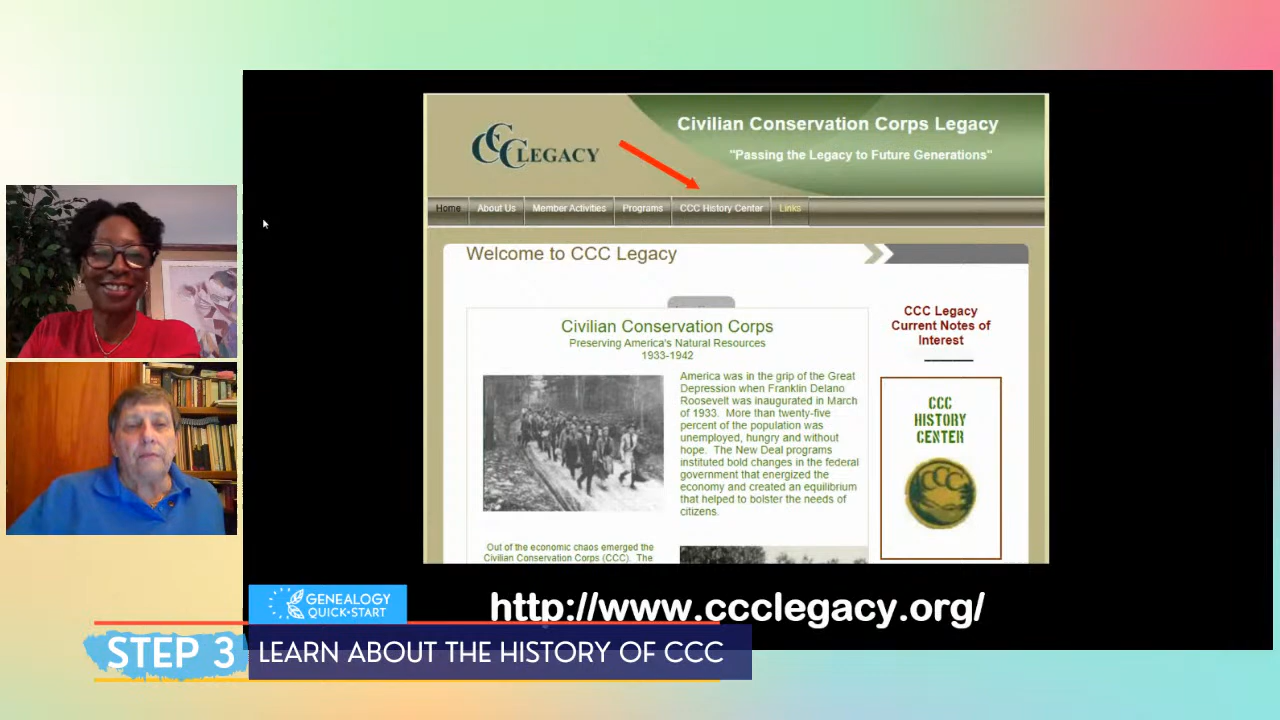 CCC LEGACY
Civilian Conservation Corps Legacy
"Passing the Legacy to Future Generations"
Home
About Us
Member Activities
Programs
CCC History Center
Links
Welcome to CCC Legacy
Civilian Conservation Corps
Preserving America's Natural Resources
1933-1942
America was in the grip of the Great
Depression when Franklin Delano
Roosevelt was inaugurated in March
of 1933. More than twenty-five
percent of the population was
unemployed, hungry and without
hope. The New Deal programs
instituted bold changes in the federal
government that energized the
economy and created an equilibrium
that helped to bolster the needs of
citizens.
Out of the economic chaos emerged the
Civilian Conservation Corps (CCC). The
CCC Legacy
Current Notes of
Interest
CCC
HISTORY
CENTER
CCC
http://www.ccclegacy.org/
GENEALOGY
QUICK•START
STEP 3
LEARN ABOUT THE HISTORY OF CCC